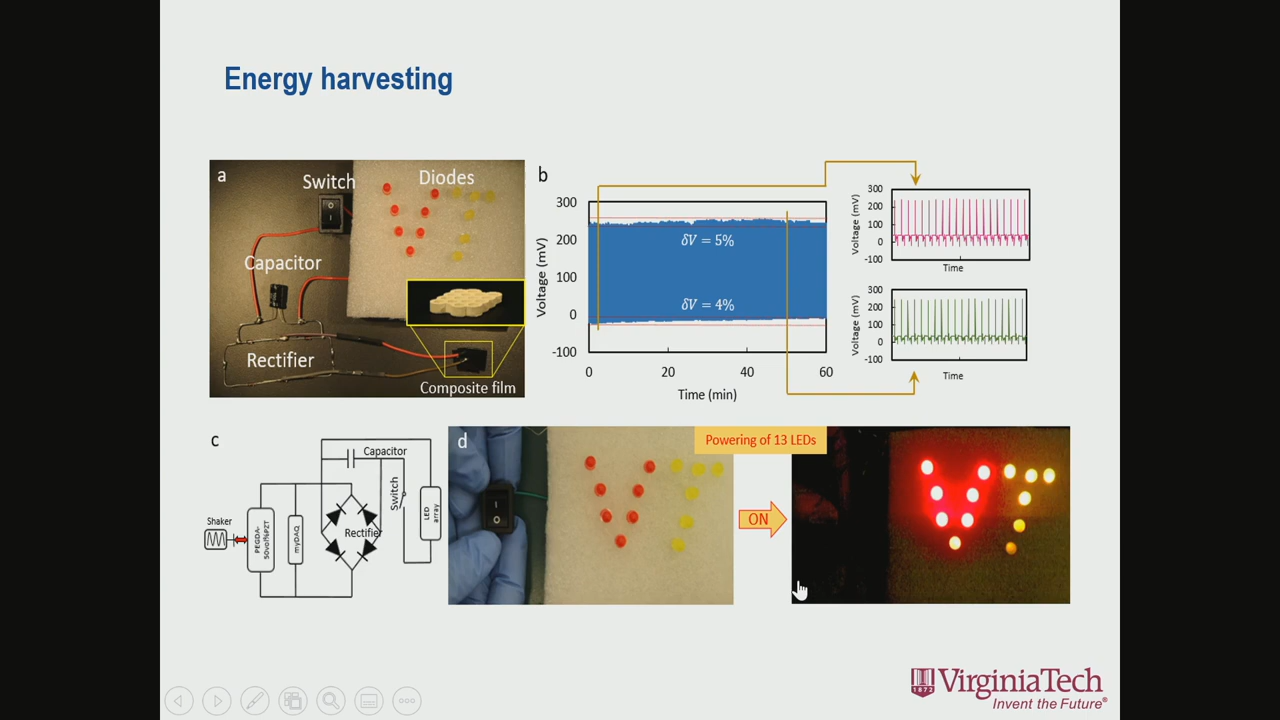 Energy harvesting
a
Switch
Diodes
Capacitor
Rectifier
Composite film
b
Voltage (mV)
300
200
100
0
-100
δV = 5%
δV = 4%
0 20 40 60
Time (min)
Voltage (mV)
300
200
100
0
-100
Time
Voltage (mV)
300
200
100
0
-100
Time
c
Capacitor
Switch
Shaker
PEGDA-
50vol%PZT
myDAQ
Rectifier
LED
array
d
Powering of 13 LEDs
ON
1872
VirginiaTech
Invent the Future®